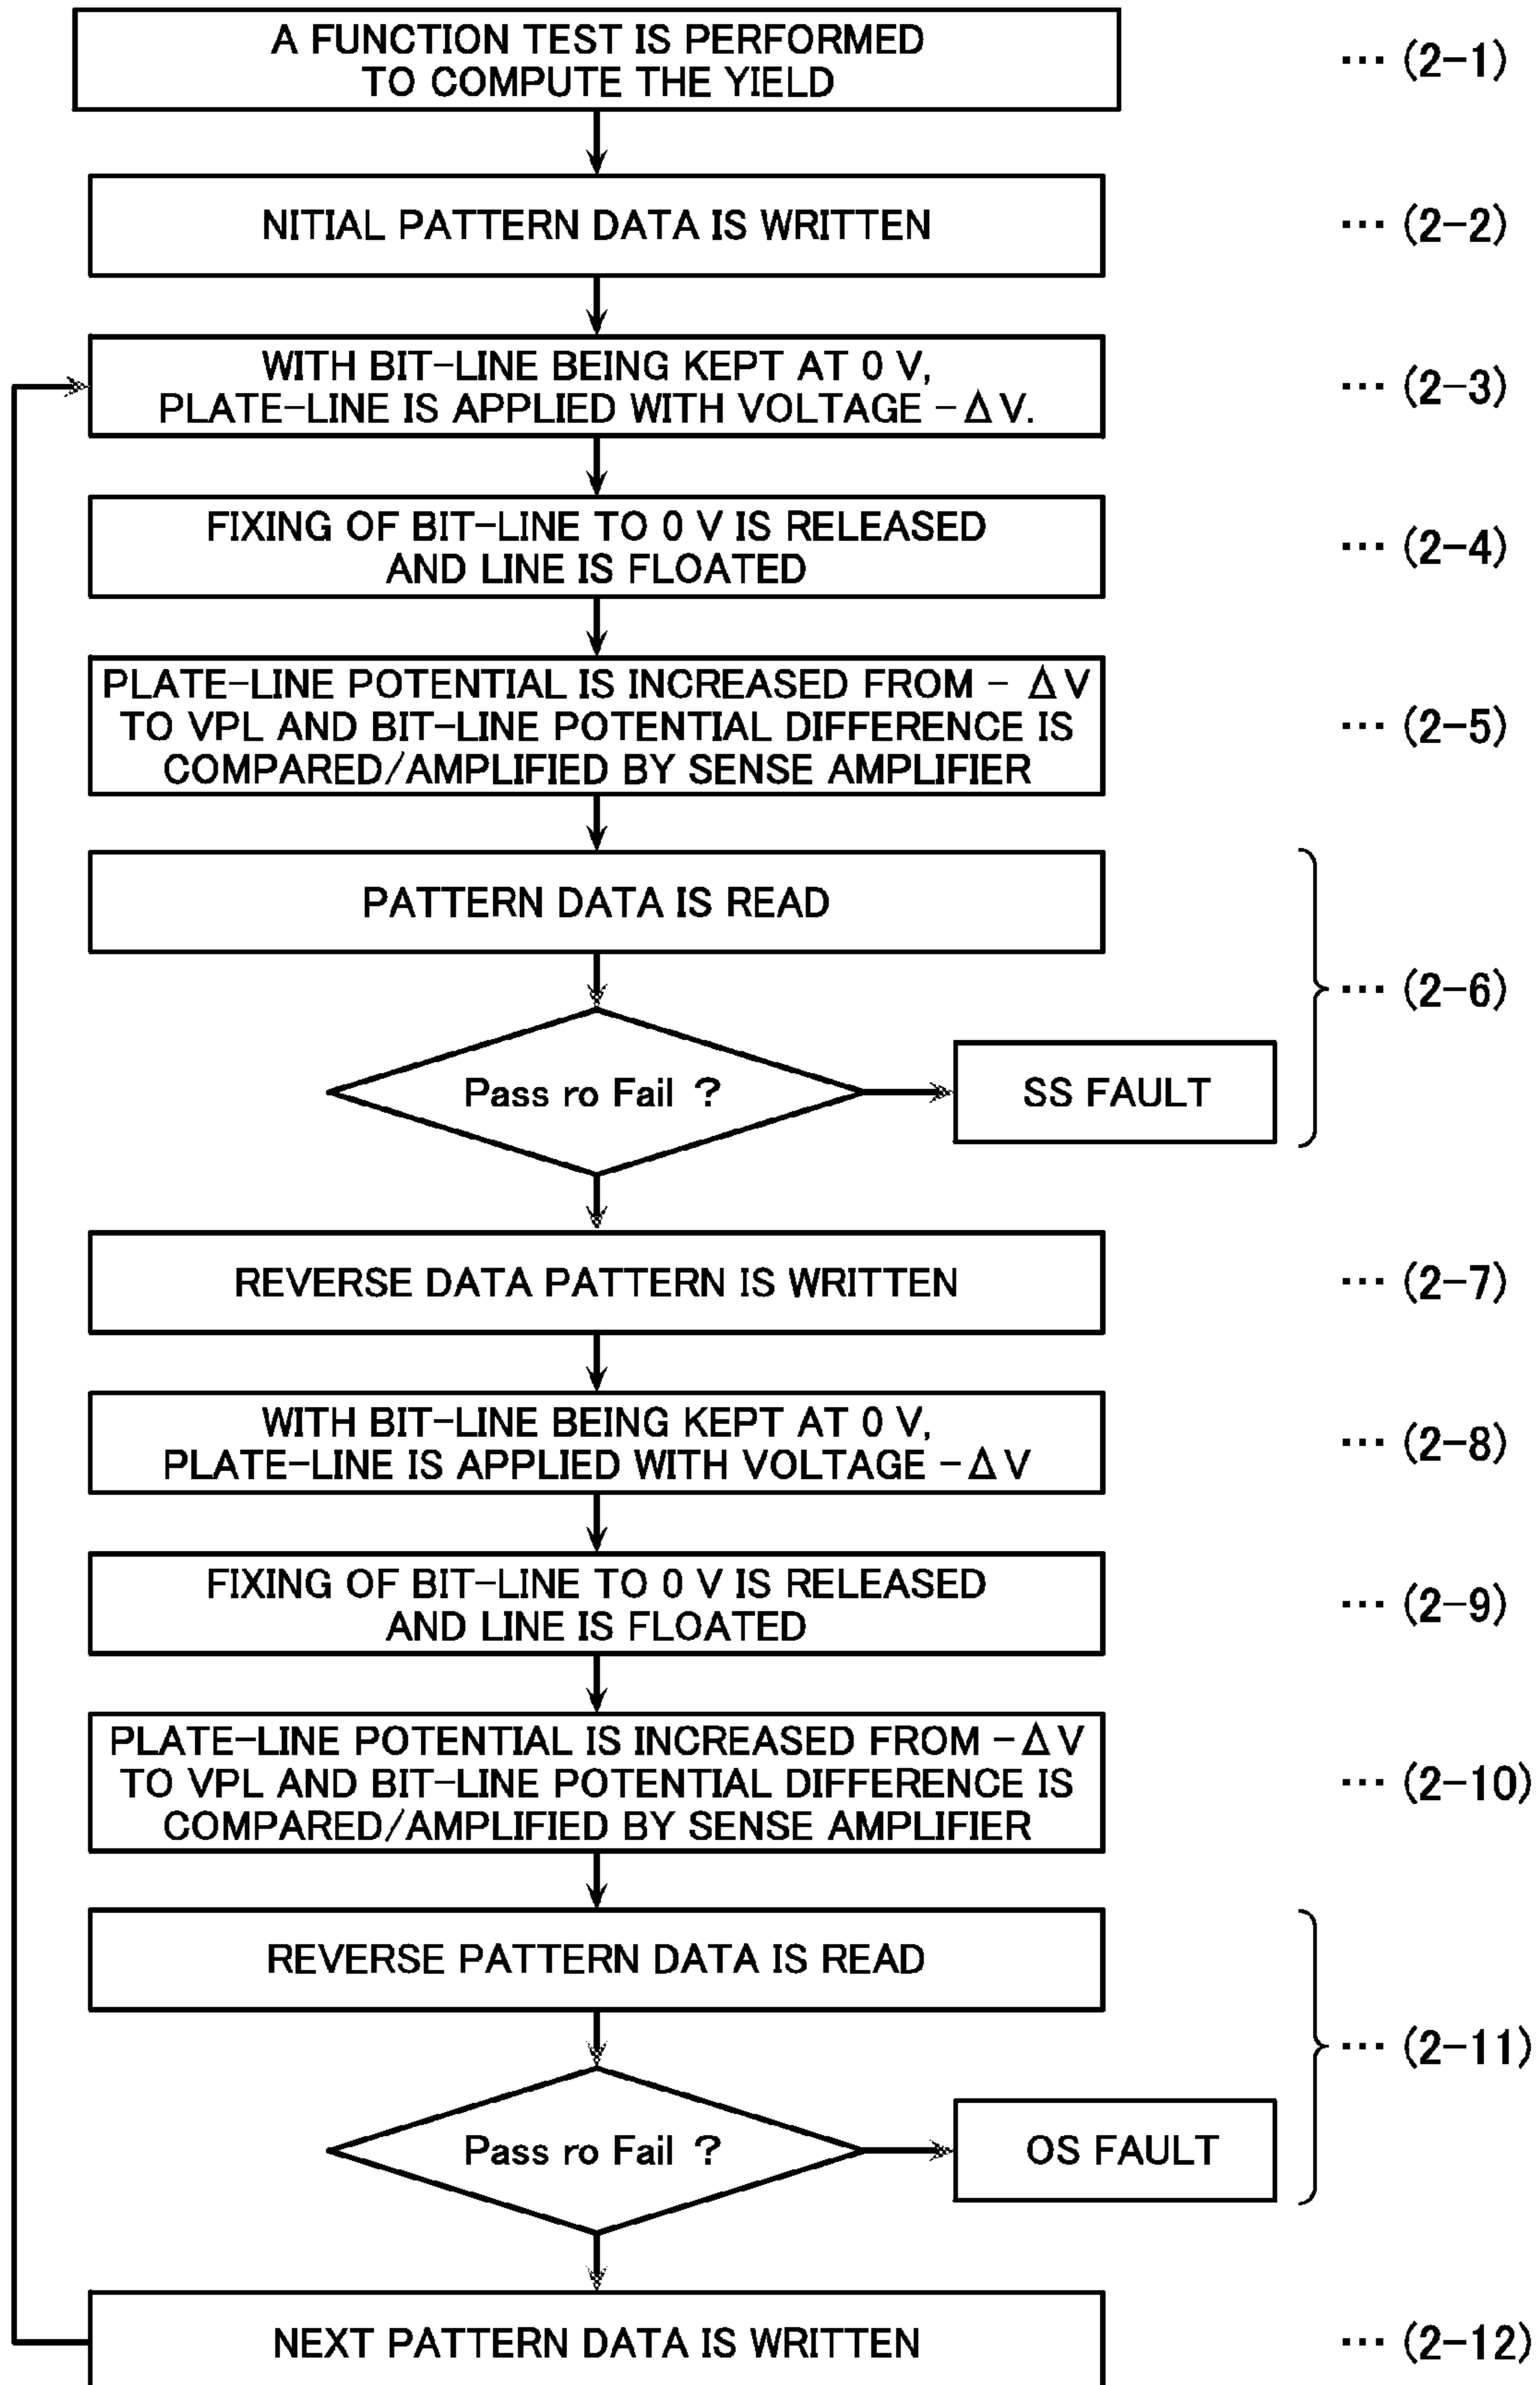 A FUNCTION TEST IS PERFORMED
TO COMPUTE THE YIELD
··· (2-1)
NITIAL PATTERN DATA IS WRITTEN
··· (2-2)
WITH BIT-LINE BEING KEPT AT 0 V,
PLATE-LINE IS APPLIED WITH VOLTAGE -ΔV.
··· (2-3)
FIXING OF BIT-LINE TO 0 V IS RELEASED
AND LINE IS FLOATED
··· (2-4)
PLATE-LINE POTENTIAL IS INCREASED FROM - ΔV
TO VPL AND BIT-LINE POTENTIAL DIFFERENCE IS
COMPARED/AMPLIFIED BY SENSE AMPLIFIER
··· (2-5)
PATTERN DATA IS READ
··· (2-6)
Pass ro Fail ?
SS FAULT
REVERSE DATA PATTERN IS WRITTEN
··· (2-7)
WITH BIT-LINE BEING KEPT AT 0 V,
PLATE-LINE IS APPLIED WITH VOLTAGE -ΔV
··· (2-8)
FIXING OF BIT-LINE TO 0 V IS RELEASED
AND LINE IS FLOATED
··· (2-9)
PLATE-LINE POTENTIAL IS INCREASED FROM -ΔV
TO VPL AND BIT-LINE POTENTIAL DIFFERENCE IS
COMPARED/AMPLIFIED BY SENSE AMPLIFIER
··· (2-10)
REVERSE PATTERN DATA IS READ
··· (2-11)
Pass ro Fail ?
OS FAULT
NEXT PATTERN DATA IS WRITTEN
··· (2-12)